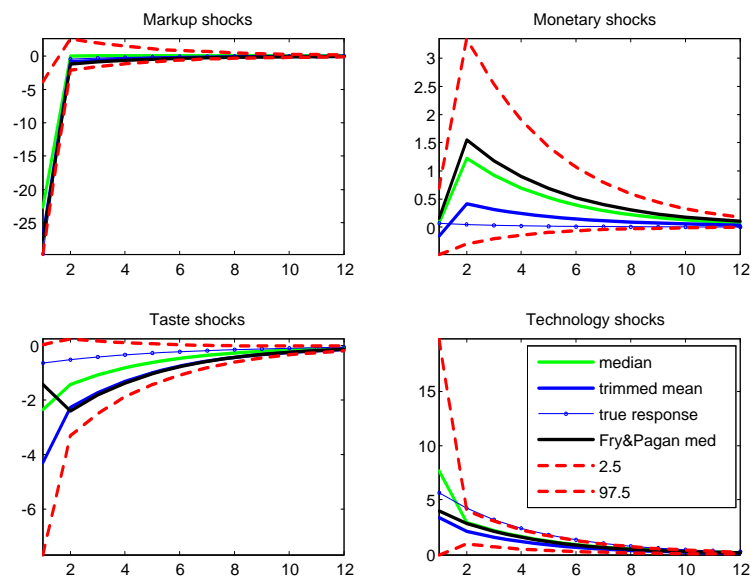 Markup shocks
0
-5
-10
-15
-20
-25
2 4 6 8 10 12
Monetary shocks
3
2.5
2
1.5
1
0.5
0
2 4 6 8 10 12
Taste shocks
0
-2
-4
-6
2 4 6 8 10 12
Technology shocks
15
10
5
0
2 4 6 8 10 12
median
trimmed mean
true response
Fry&Pagan med
2.5
97.5